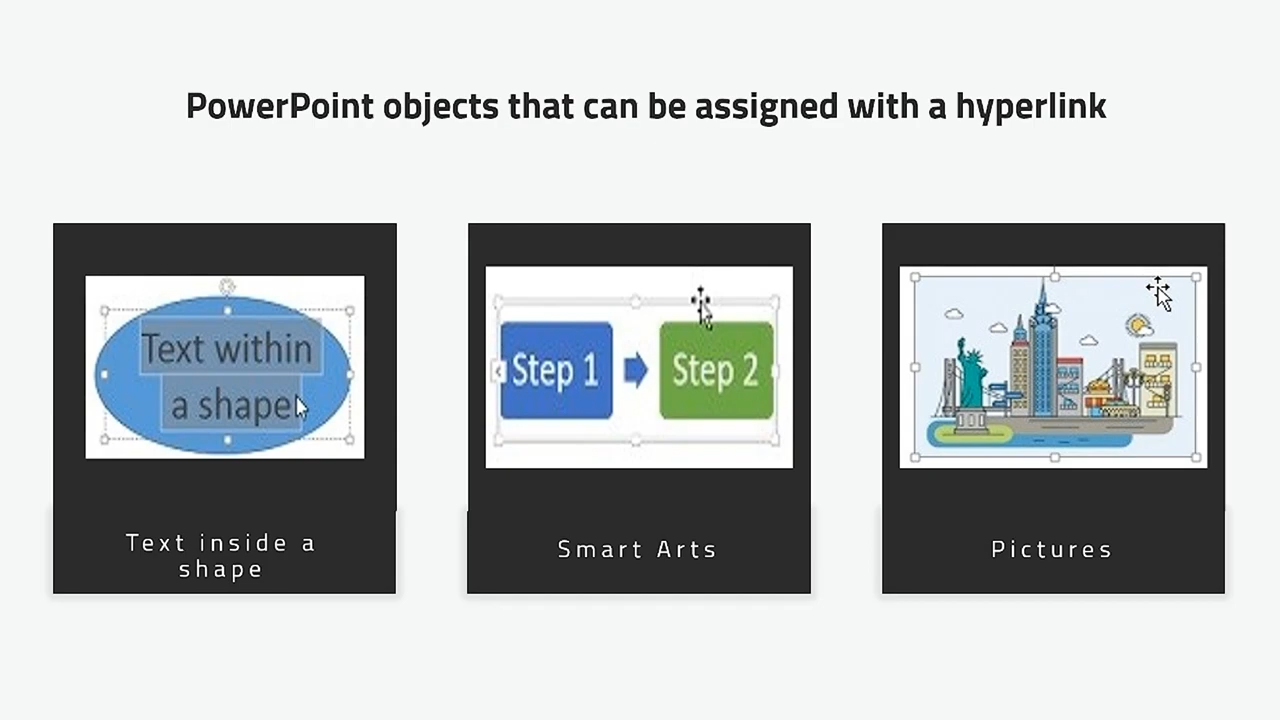 PowerPoint objects that can be assigned with a hyperlink
Text within
a shape
Step 1
Step 2
Text inside a
shape
Smart Arts
Pictures